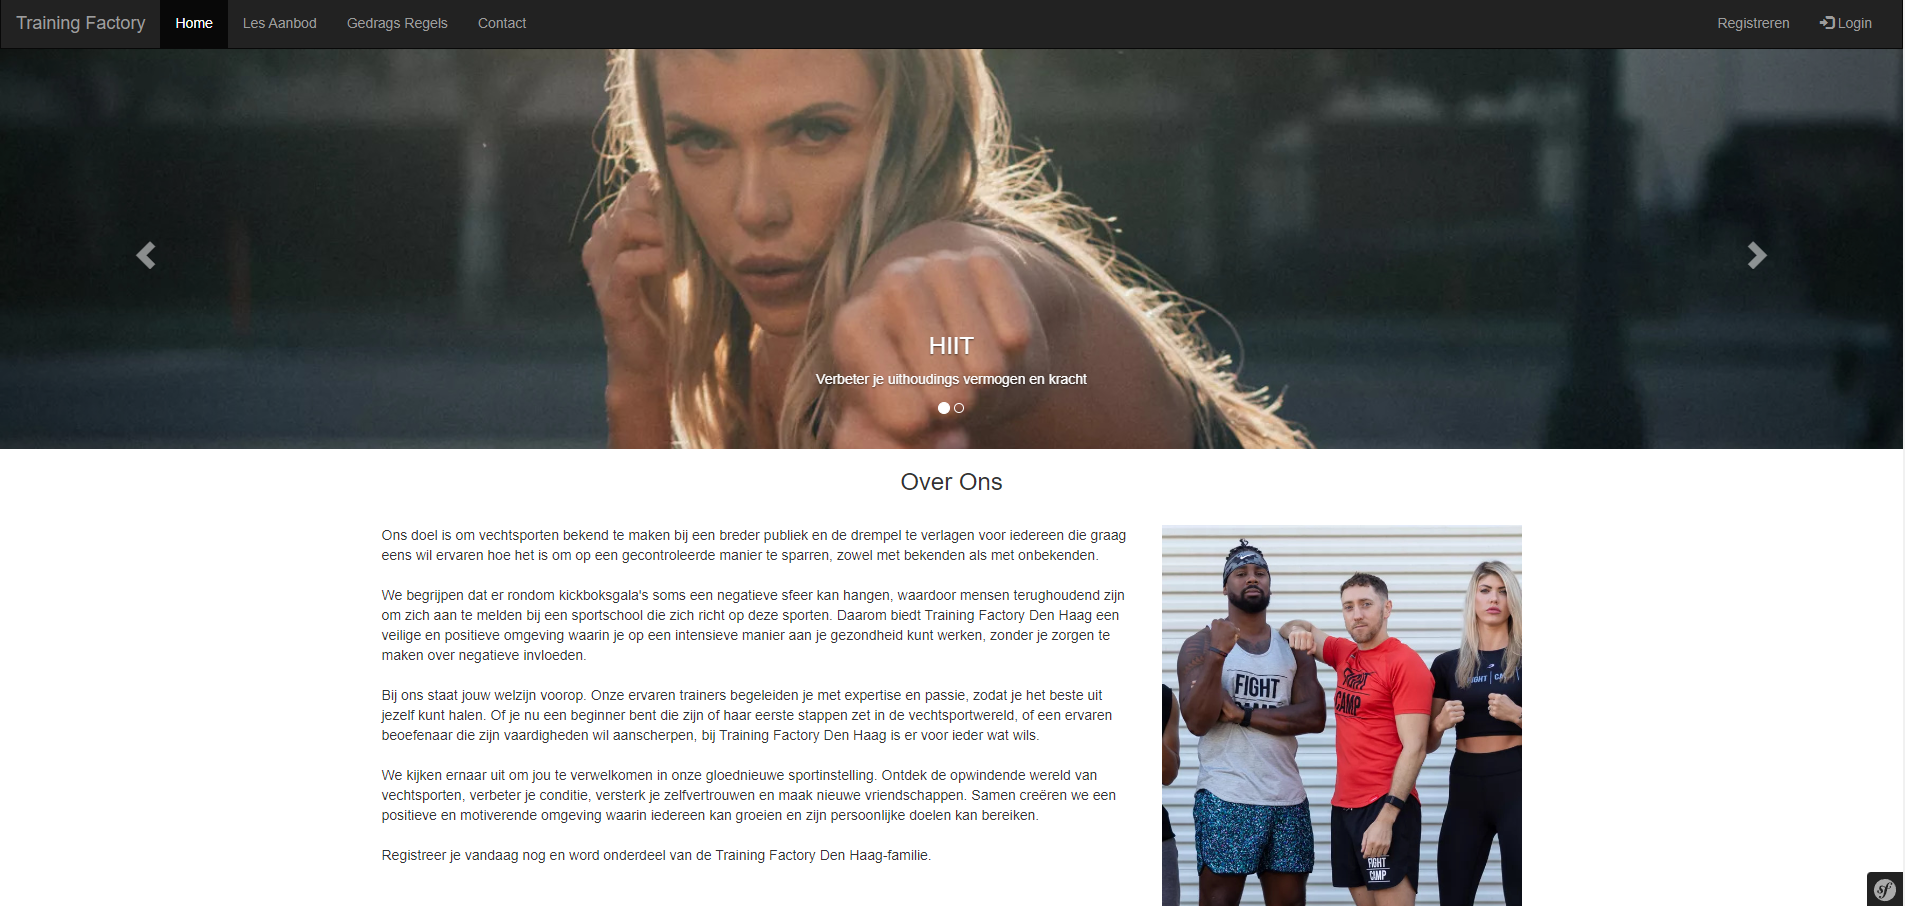 Training Factory Home Les Aanbod Gedrags Regels Contact Registreren Login
HIIT
Verbeter je uithoudings vermogen en kracht
Over Ons
Ons doel is om vechtsporten bekend te maken bij een breder publiek en de drempel te verlagen voor iedereen die graag
eens wil ervaren hoe het is om op een gecontroleerde manier te sparren, zowel met bekenden als met onbekenden.
We begrijpen dat er rondom kickboksgala's soms een negatieve sfeer kan hangen, waardoor mensen terughoudend zijn
om zich aan te melden bij een sportschool die zich richt op deze sporten. Daarom biedt Training Factory Den Haag een
veilige en positieve omgeving waarin je op een intensieve manier aan je gezondheid kunt werken, zonder je zorgen te
maken over negatieve invloeden.
Bij ons staat jouw welzijn voorop. Onze ervaren trainers begeleiden je met expertise en passie, zodat je het beste uit
jezelf kunt halen. Of je nu een beginner bent die zijn of haar eerste stappen zet in de vechtsportwereld, of een ervaren
beoefenaar die zijn vaardigheden wil aanscherpen, bij Training Factory Den Haag is er voor ieder wat wils.
We kijken ernaar uit om jou te verwelkomen in onze gloednieuwe sportinstelling. Ontdek de opwindende wereld van
vechtsporten, verbeter je conditie, versterk je zelfvertrouwen en maak nieuwe vriendschappen. Samen creëren we een
positieve en motiverende omgeving waarin iedereen kan groeien en zijn persoonlijke doelen kan bereiken.
Registreer je vandaag nog en word onderdeel van de Training Factory Den Haag-familie.
FIGHT
CAMP
FIGHT
CAMP
FIGHT
CAMP
sf